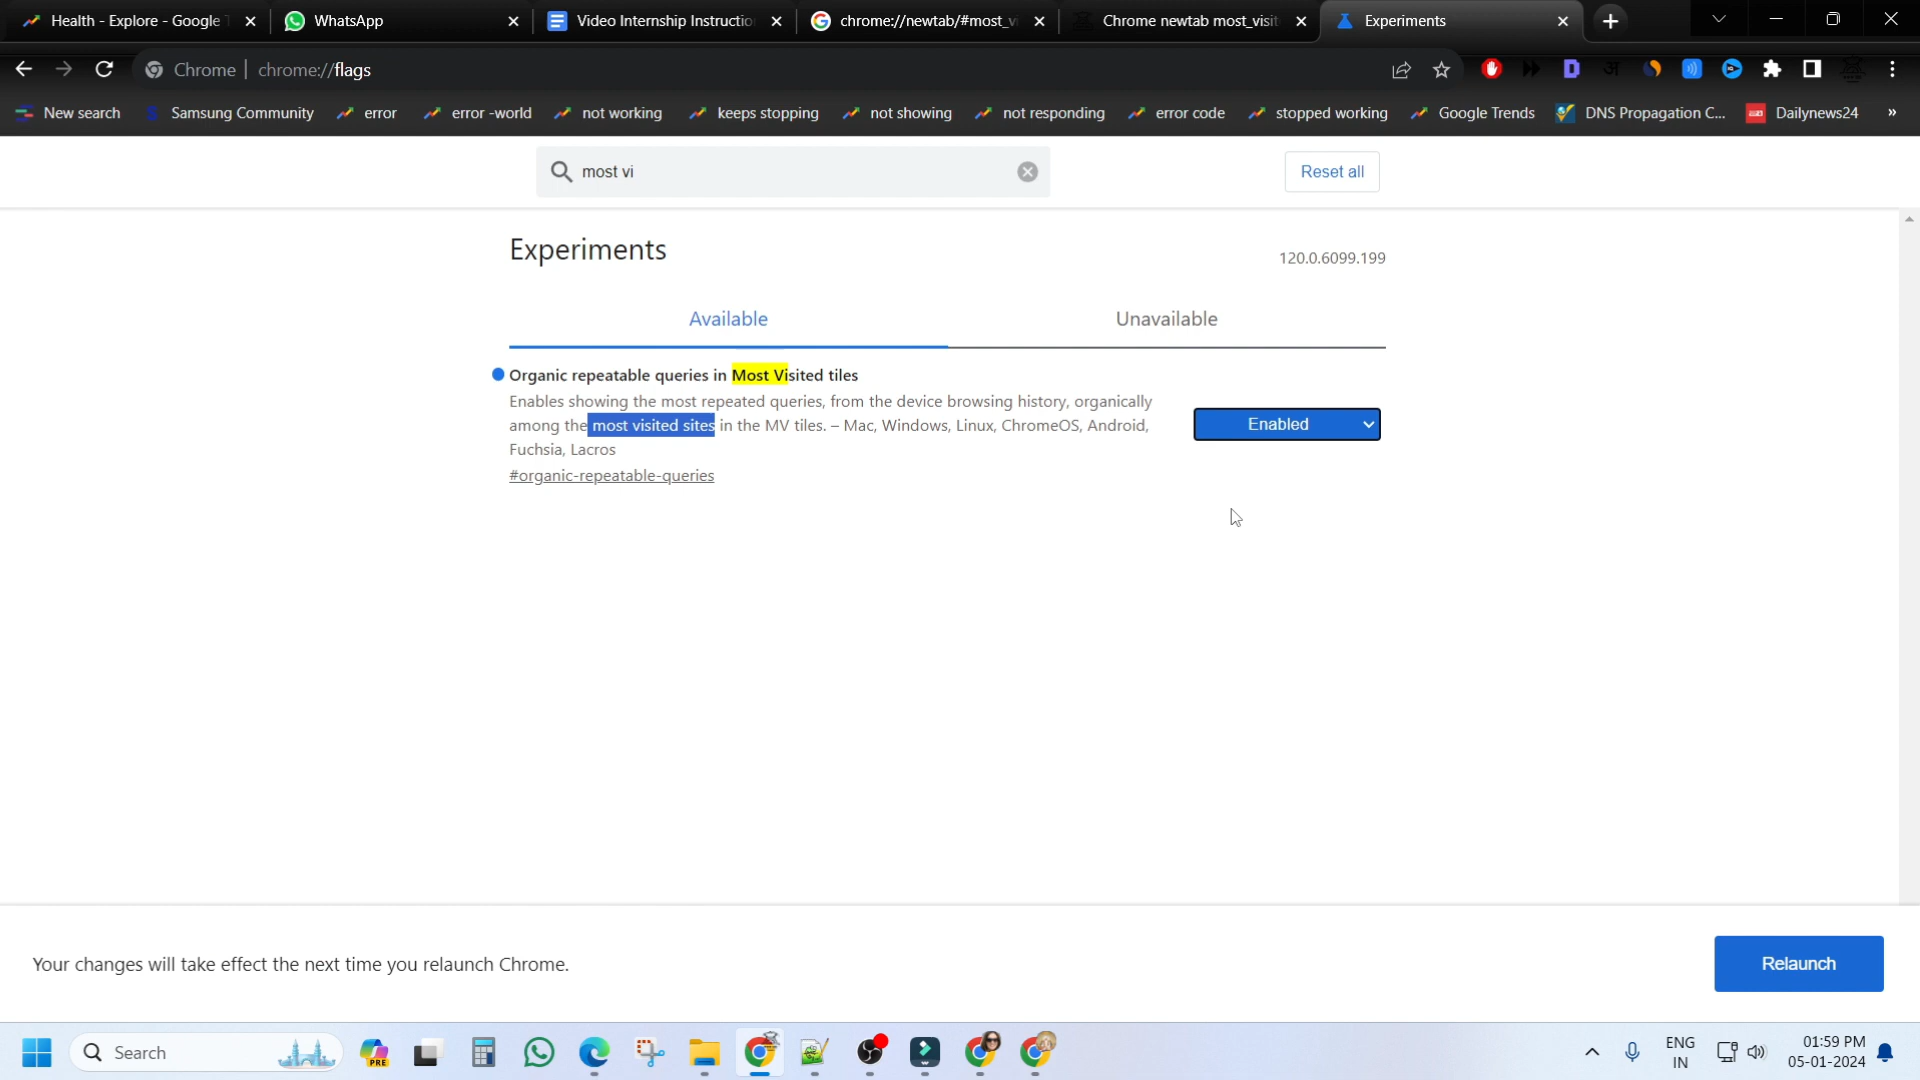 Health - Explore - Google T
WhatsApp
Video Internship Instructio
chrome://newtab/#most_vi
Chrome newtab most_visit
Experiments
Chrome | chrome://flags
New search
Samsung Community
error
error -world
not working
keeps stopping
not showing
not responding
error code
stopped working
Google Trends
DNS Propagation C...
Dailynews24
»
most vi
Reset all
Experiments
120.0.6099.199
Available
Unavailable
Organic repeatable queries in Most Visited tiles
Enables showing the most repeated queries, from the device browsing history, organically
among the most visited sites in the MV tiles. – Mac, Windows, Linux, ChromeOS, Android,
Fuchsia, Lacros
#organic-repeatable-queries
Enabled
Your changes will take effect the next time you relaunch Chrome.
Relaunch
Search
PRE
ENG
IN
01:59 PM
05-01-2024